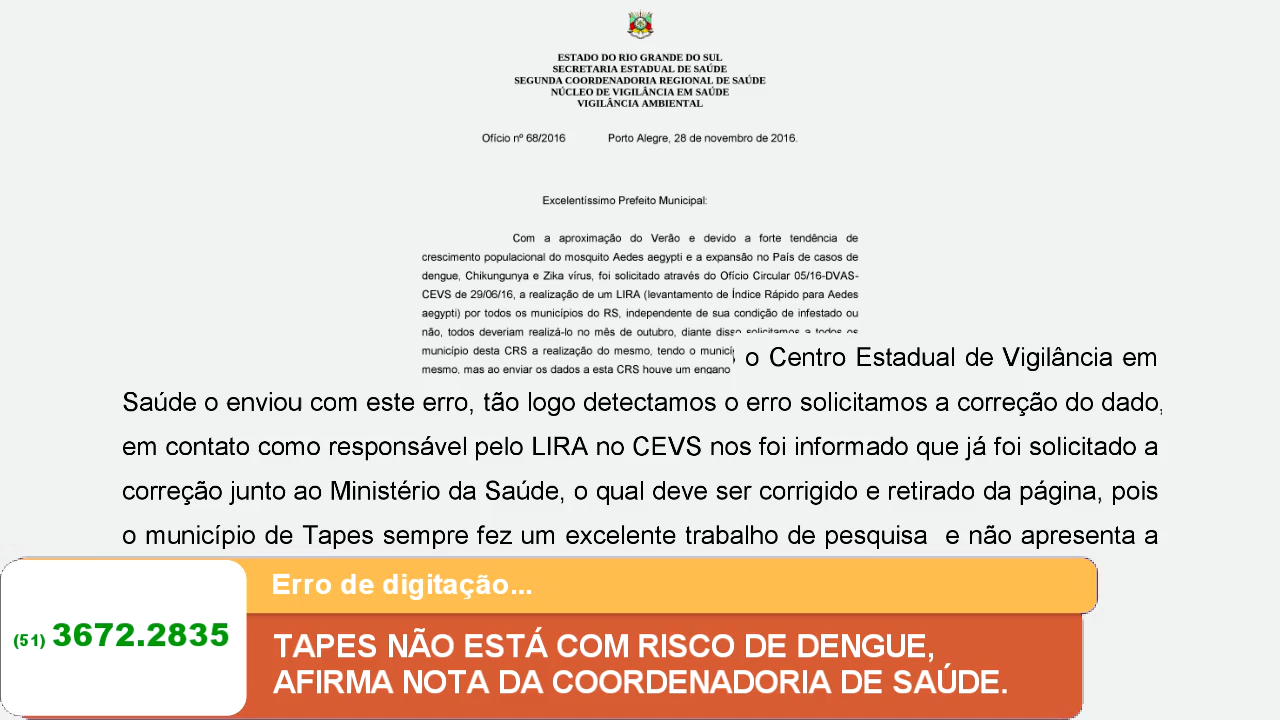 ESTADO DO RIO GRANDE DO SUL
SECRETARIA ESTADUAL DE SAÚDE
SEGUNDA COORDENADORIA REGIONAL DE SAÚDE
NÚCLEO DE VIGILÂNCIA EM SAÚDE
VIGILÂNCIA AMBIENTAL
Ofício nº 68/2016 Porto Alegre, 28 de novembro de 2016.
Excelentíssimo Prefeito Municipal:
Com a aproximação do Verão e devido a forte tendência de
crescimento populacional do mosquito Aedes aegypti e a expansão no País de casos de
dengue, Chikungunya e Zika vírus, foi solicitado através do Ofício Circular 05/16-DVAS-
CEVS de 29/06/16, a realização de um LIRA (levantamento de Índice Rápido para Aedes
aegypti) por todos os municípios do RS, independente de sua condição de infestado ou
não, todos deveriam realizá-lo no mês de outubro, diante disso solicitamos a todos os
município desta CRS a realização do mesmo, tendo o
mesmo, mas ao enviar os dados a esta CRS houve um engano
o Centro Estadual de Vigilância em
Saúde o enviou com este erro, tão logo detectamos o erro solicitamos a correção do dado,
em contato como responsável pelo LIRA no CEVS nos foi informado que já foi solicitado a
correção junto ao Ministério da Saúde, o qual deve ser corrigido e retirado da página, pois
o município de Tapes sempre fez um excelente trabalho de pesquisa e não apresenta a
Erro de digitação...
(51) 3672.2835
TAPES NÃO ESTÁ COM RISCO DE DENGUE,
AFIRMA NOTA DA COORDENADORIA DE SAÚDE.